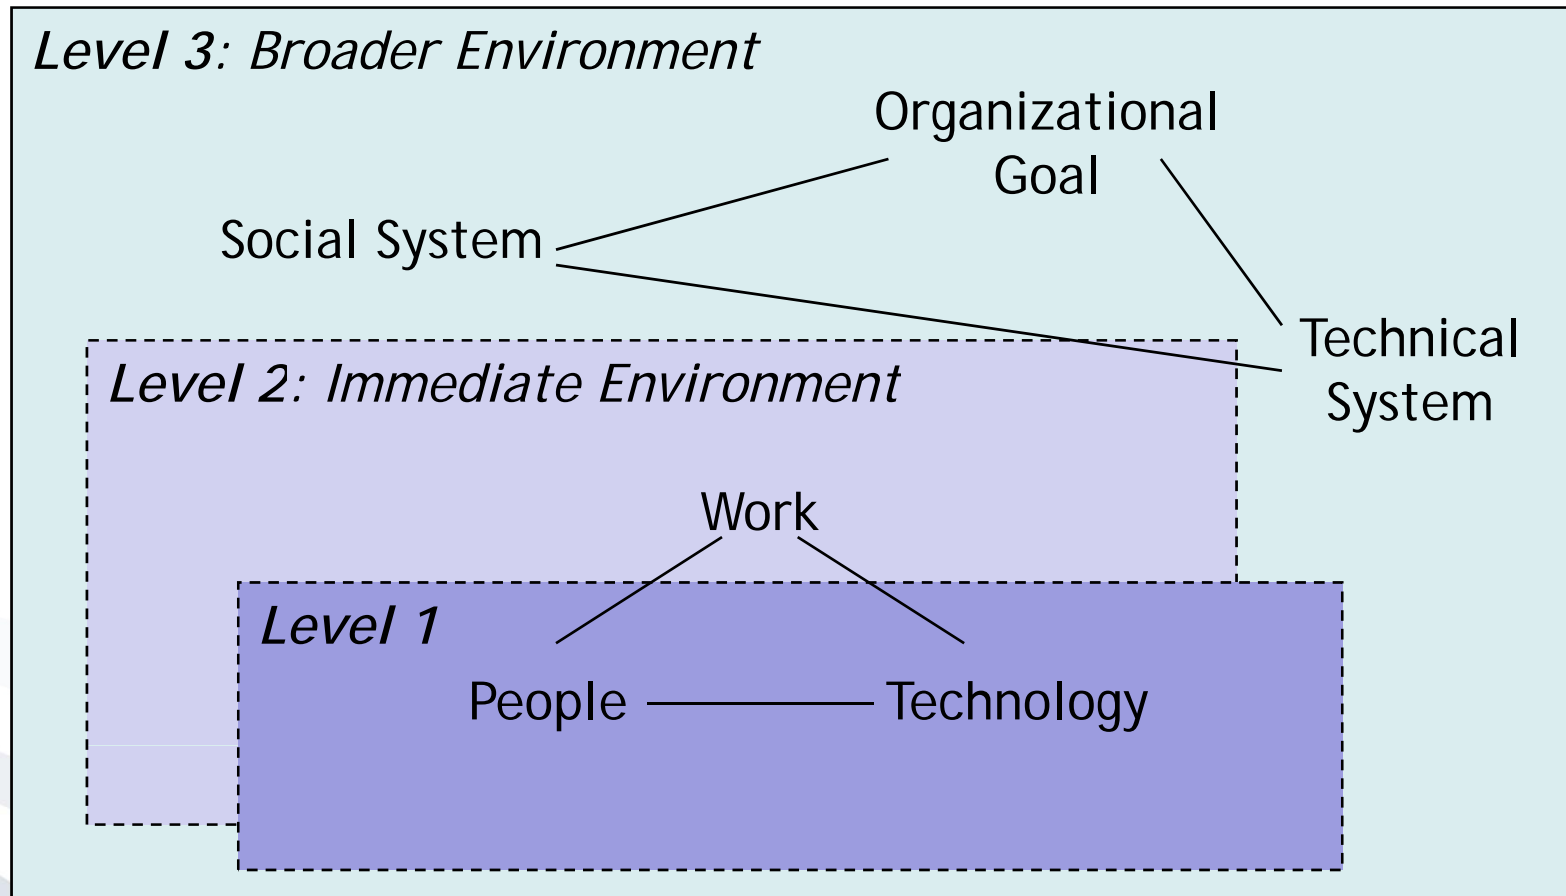 Level 3: Broader Environment
Organizational
Goal
Social System
Technical
System
Level 2: Immediate Environment
Work
Level 1
People
Technology